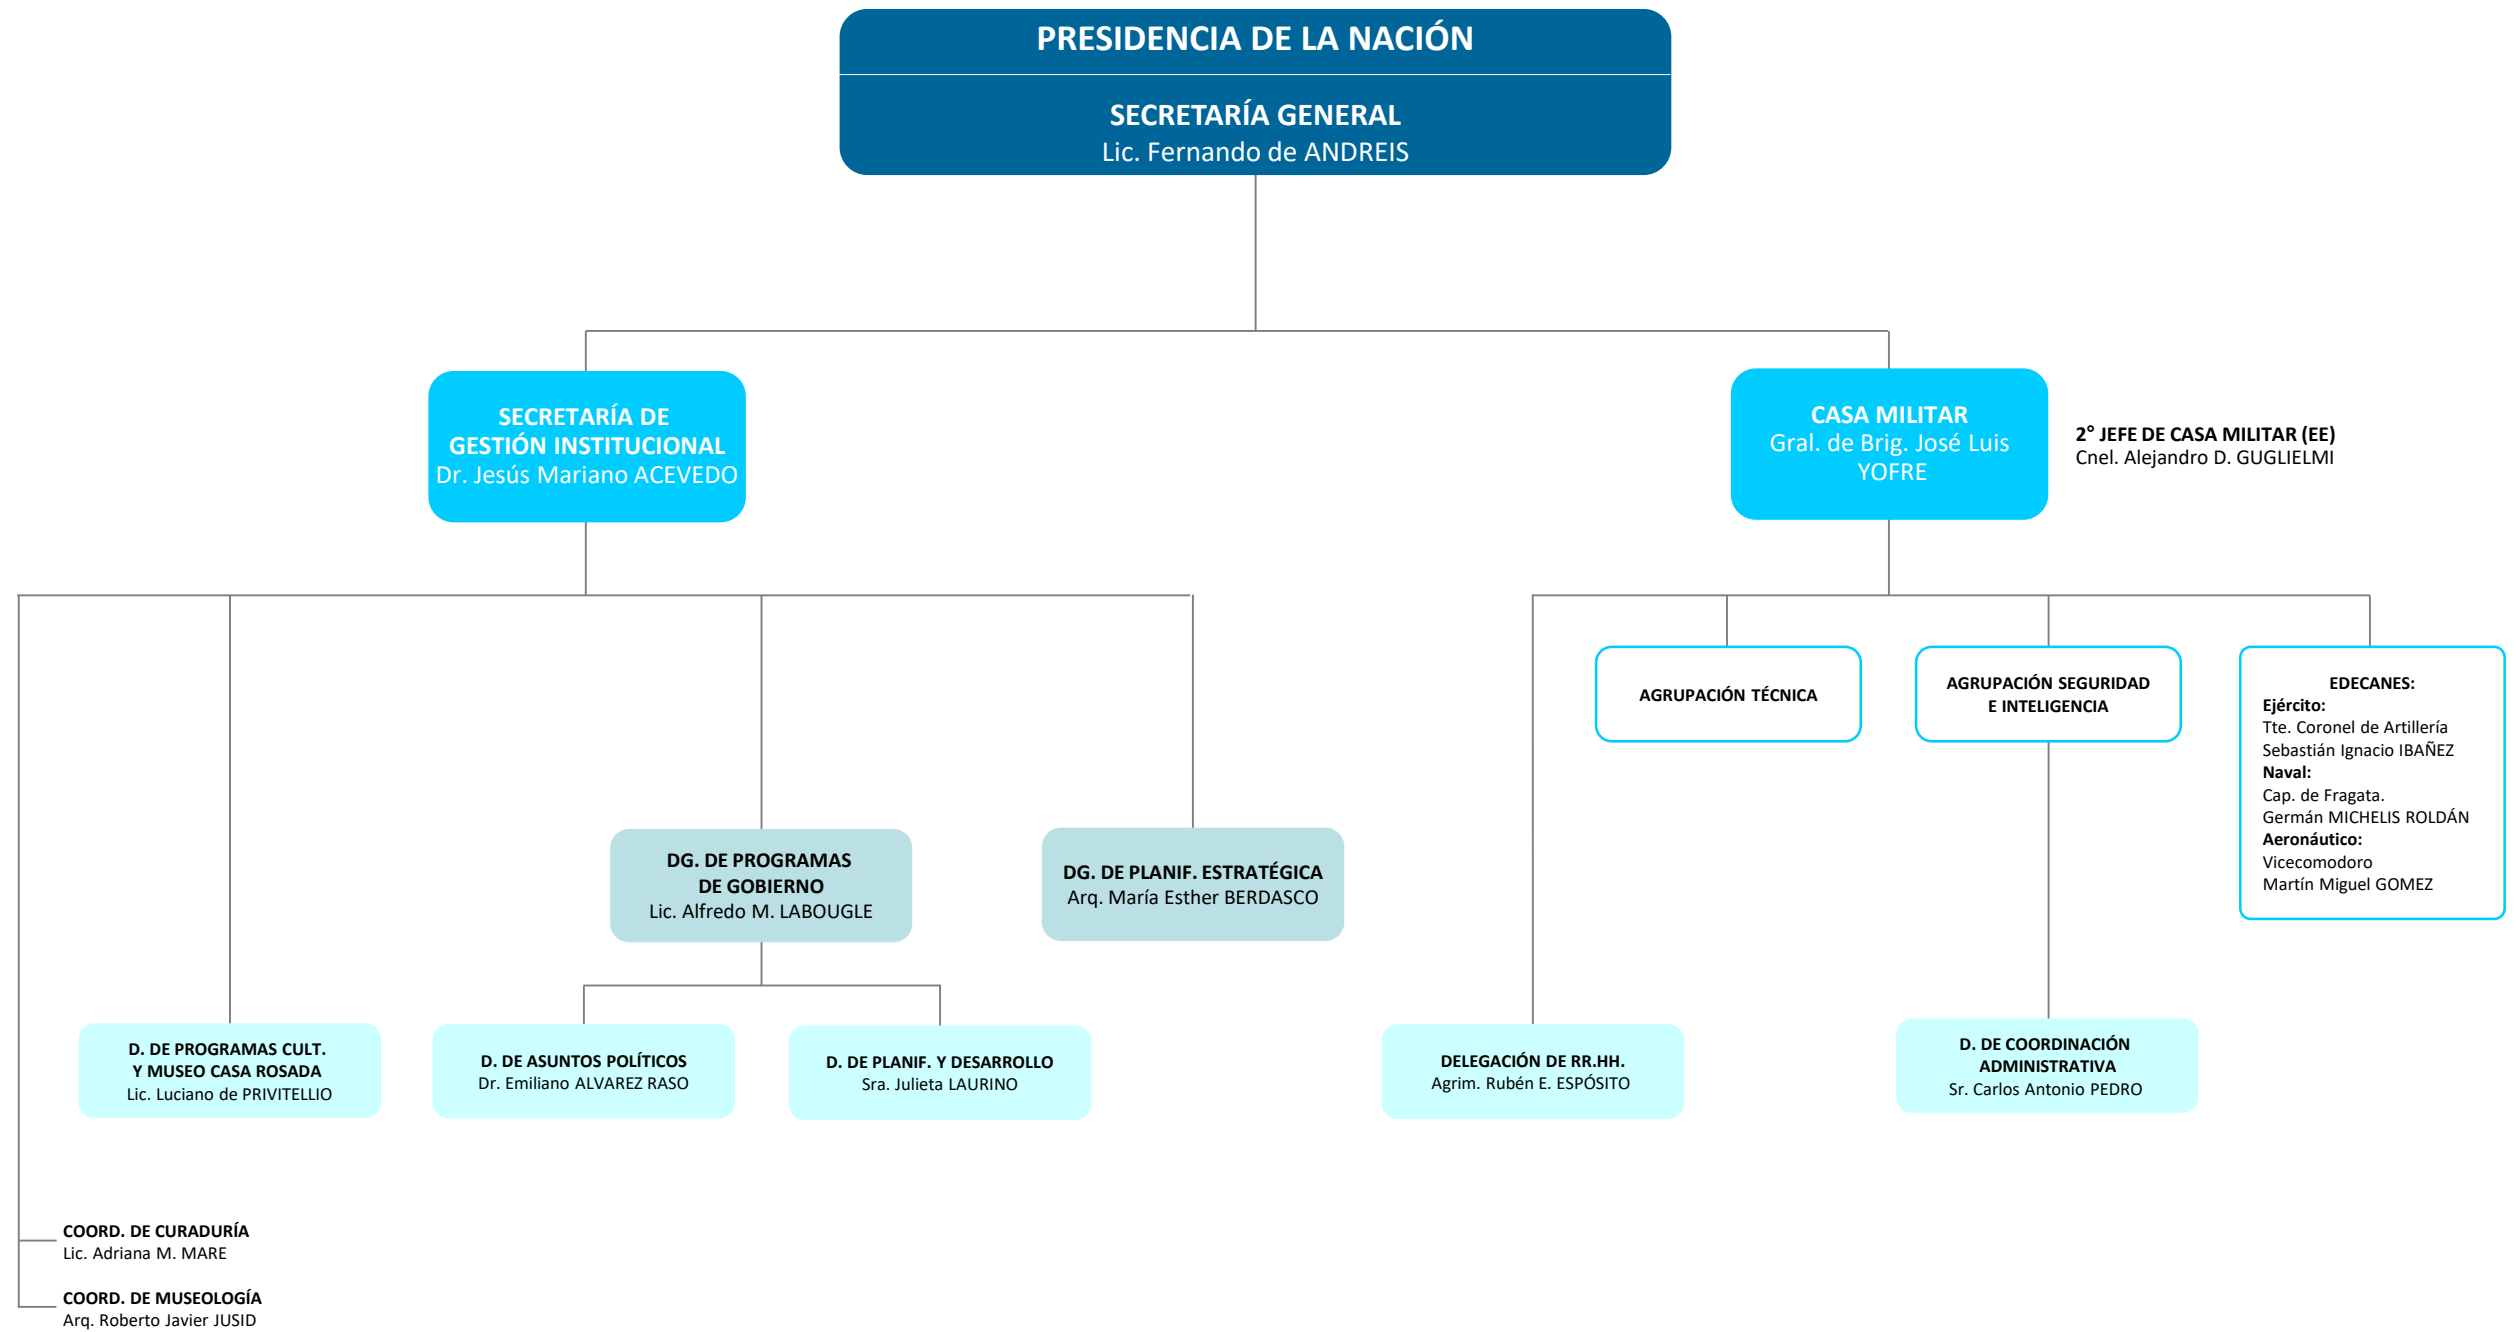 PRESIDENCIA DE LA NACIÓN
SECRETARÍA GENERAL
Lic. Fernando de ANDREIS
SECRETARÍA DE
GESTIÓN INSTITUCIONAL
Dr. Jesús Mariano ACEVEDO
CASA MILITAR
Gral. de Brig. José Luis
YOFRE
2° JEFE DE CASA MILITAR (EE)
Cnel. Alejandro D. GUGLIELMI
AGRUPACIÓN TÉCNICA
AGRUPACIÓN SEGURIDAD
E INTELIGENCIA
EDECANES:
Ejército:
Tte. Coronel de Artillería
Sebastián Ignacio IBAÑEZ
Naval:
Cap. de Fragata.
Germán MICHELIS ROLDÁN
Aeronáutico:
Vicecomodoro
Martín Miguel GOMEZ
DG. DE PROGRAMAS
DE GOBIERNO
Lic. Alfredo M. LABOUGLE
DG. DE PLANIF. ESTRATÉGICA
Arq. María Esther BERDASCO
D. DE PROGRAMAS CULT.
Y MUSEO CASA ROSADA
Lic. Luciano de PRIVITELLIO
D. DE ASUNTOS POLÍTICOS
Dr. Emiliano ALVAREZ RASO
D. DE PLANIF. Y DESARROLLO
Sra. Julieta LAURINO
DELEGACIÓN DE RR.HH.
Agrim. Rubén E. ESPÓSITO
D. DE COORDINACIÓN
ADMINISTRATIVA
Sr. Carlos Antonio PEDRO
COORD. DE CURADURÍA
Lic. Adriana M. MARE
COORD. DE MUSEOLOGÍA
Arq. Roberto Javier JUSID